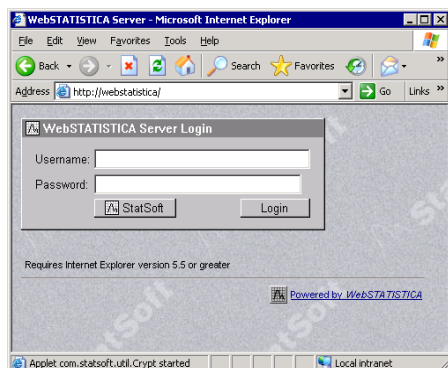 WebSTATISTICA Server - Microsoft Internet Explorer
File Edit View Favorites Tools Help
Back Search Favorites »
Address http://webstatistica/ Go Links »
WebSTATISTICA Server Login
Username:
Password:
StatSoft Login
Requires Internet Explorer version 5.5 or greater
Powered by WebSTATISTICA
Applet com.statsoft.util.Crypt started Local intranet